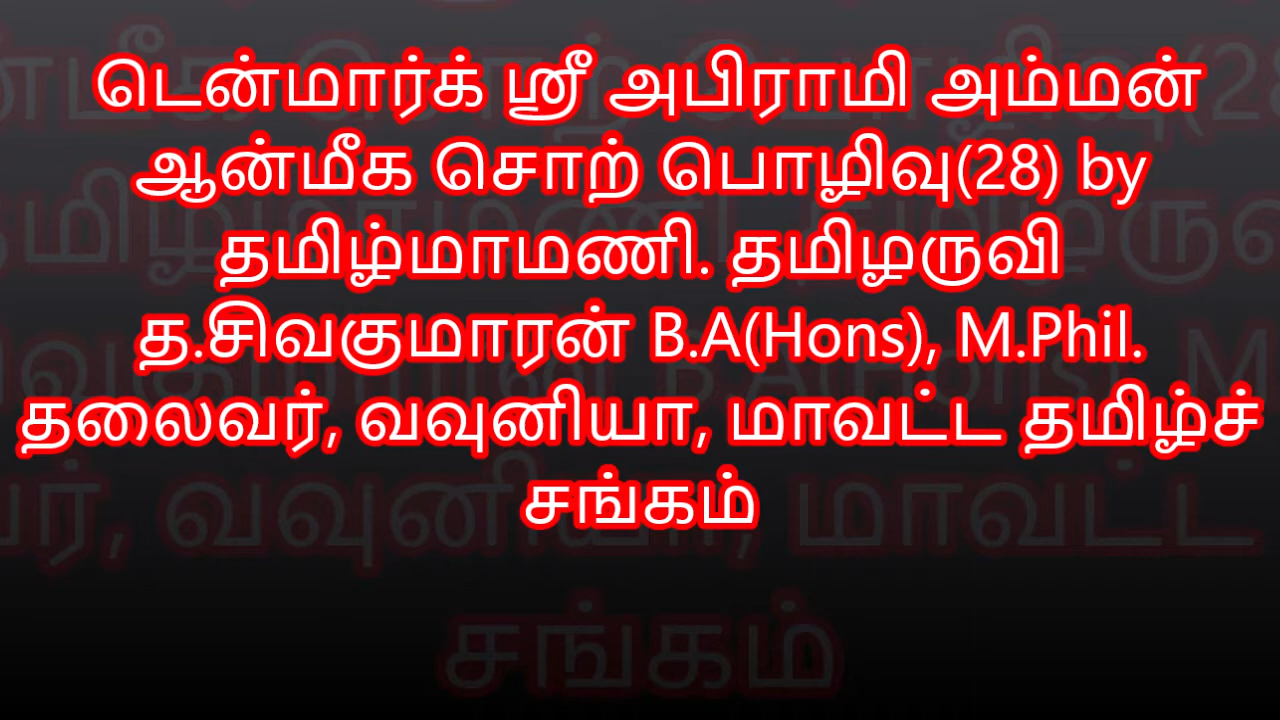 டென்மார்க் ஸ்ரீ அபிராமி அம்மன்
ஆன்மீக சொற் பொழிவு(28) by
தமிழ்மாமணி. தமிழருவி
த.சிவகுமாரன் B.A(Hons), M.Phil.
தலைவர், வவுனியா, மாவட்ட தமிழ்ச்
சங்கம்